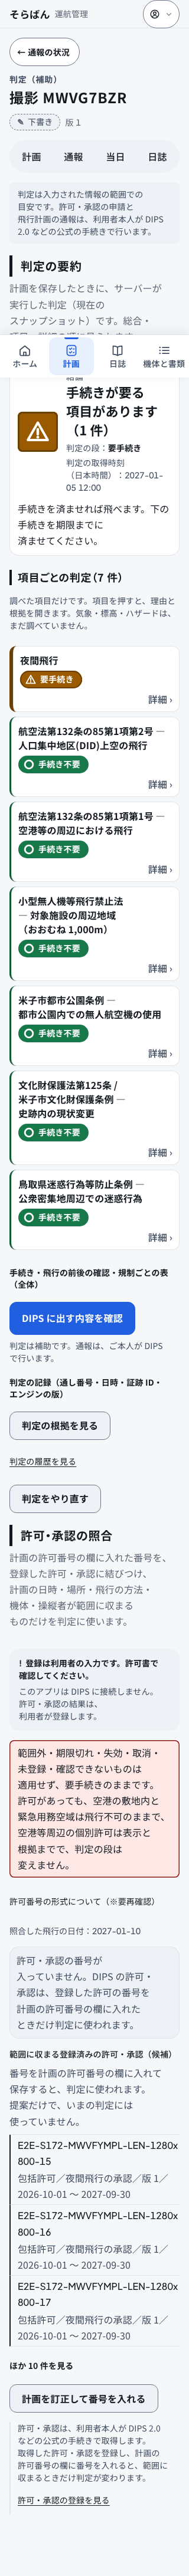 そらばん 運航管理
← 通報の状況
判定（補助）
撮影 MWVG7BZR
✎ 下書き 版 1
計画 通報 当日 日誌
判定は入力された情報の範囲での
目安です。許可・承認の申請と
飛行計画の通報は、利用者本人が DIPS
2.0 などの公式の手続きで行います。
判定の要約
計画を保存したときに、サーバーが
実行した判定（現在の
スナップショット）です。総合・
ホーム 計画 日誌 機体と書類
手続きが要る
項目があります
（1 件）
判定の段：要手続き
判定の取得時刻
（日本時間）：2027-01-
05 12:00
手続きを済ませれば飛べます。下の
手続きを期限までに
済ませてください。
項目ごとの判定（7 件）
調べた項目だけです。項目を押すと、理由と
根拠を開きます。気象・標高・ハザードは、
まだ調べていません。
夜間飛行
要手続き
詳細 ›
航空法第132条の85第1項第2号 —
人口集中地区(DID)上空の飛行
手続き不要
詳細 ›
航空法第132条の85第1項第1号 —
空港等の周辺における飛行
手続き不要
詳細 ›
小型無人機等飛行禁止法
— 対象施設の周辺地域
（おおむね 1,000m）
手続き不要
詳細 ›
米子市都市公園条例 —
都市公園内での無人航空機の使用
手続き不要
詳細 ›
文化財保護法第125条 /
米子市文化財保護条例 —
史跡内の現状変更
手続き不要
詳細 ›
鳥取県迷惑行為等防止条例 —
公衆密集地周辺での迷惑行為
手続き不要
詳細 ›
手続き・飛行の前後の確認・規制ごとの表
（全体）
DIPS に出す内容を確認
判定は補助です。通報は、ご本人が DIPS
で行います。
判定の記録（通し番号・日時・証跡 ID・
エンジンの版）
判定の根拠を見る
判定の履歴を見る
判定をやり直す
許可・承認の照合
計画の許可番号の欄に入れた番号を、
登録した許可・承認に結びつけ、
計画の日時・場所・飛行の方法・
機体・操縦者が範囲に収まる
ものだけを判定に使います。
! 登録は利用者の入力です。許可書で
確認してください。
このアプリは DIPS に接続しません。
許可・承認の結果は、
利用者が登録します。
範囲外・期限切れ・失効・取消・
未登録・確認できないものは
適用せず、要手続きのままです。
許可があっても、空港の敷地内と
緊急用務空域は飛行不可のままで、
空港等周辺の個別許可は表示と
根拠までで、判定の段は
変えません。
許可番号の形式について（※要再確認）
照合した飛行の日付：2027-01-10
許可・承認の番号が
入っていません。DIPS の許可・
承認は、登録した許可の番号を
計画の許可番号の欄に入れた
ときだけ判定に使われます。
範囲に収まる登録済みの許可・承認（候補）
番号を計画の許可番号の欄に入れて
保存すると、判定に使われます。
提案だけで、いまの判定には
使っていません。
E2E-S172-MWVFYMPL-LEN-1280x
800-15
包括許可／夜間飛行の承認／版 1／
2026-10-01 〜 2027-09-30
E2E-S172-MWVFYMPL-LEN-1280x
800-16
包括許可／夜間飛行の承認／版 1／
2026-10-01 〜 2027-09-30
E2E-S172-MWVFYMPL-LEN-1280x
800-17
包括許可／夜間飛行の承認／版 1／
2026-10-01 〜 2027-09-30
ほか 10 件を見る
計画を訂正して番号を入れる
許可・承認は、利用者本人が DIPS 2.0
などの公式の手続きで取得します。
取得した許可・承認を登録し、計画の
許可番号の欄に番号を入れると、範囲に
収まるときだけ判定が変わります。
許可・承認の登録を見る